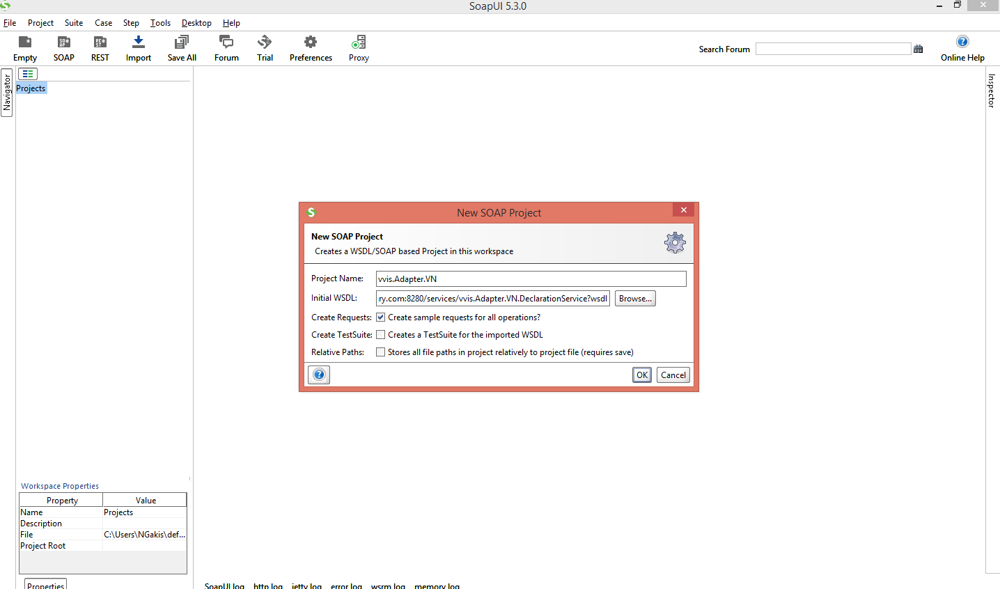 SoapUI 5.3.0
File Project Suite Case Step Tools Desktop Help
Empty SOAP REST Import Save All Forum Trial Preferences Proxy
Search Forum
Online Help
Navigator
Projects
Inspector
New SOAP Project
New SOAP Project
Creates a WSDL/SOAP based Project in this workspace
Project Name: vvis.Adapter.VN
Initial WSDL: ry.com:8280/services/vvis.Adapter.VN.DeclarationService?wsdl Browse...
Create Requests: Create sample requests for all operations?
Create TestSuite: Creates a TestSuite for the imported WSDL
Relative Paths: Stores all file paths in project relatively to project file (requires save)
OK Cancel
Workspace Properties
Property Value
Name Projects
Description
File C:\Users\NGakis\def...
Project Root
Properties
SoapUI log http log jetty log error log wsrm log memory log